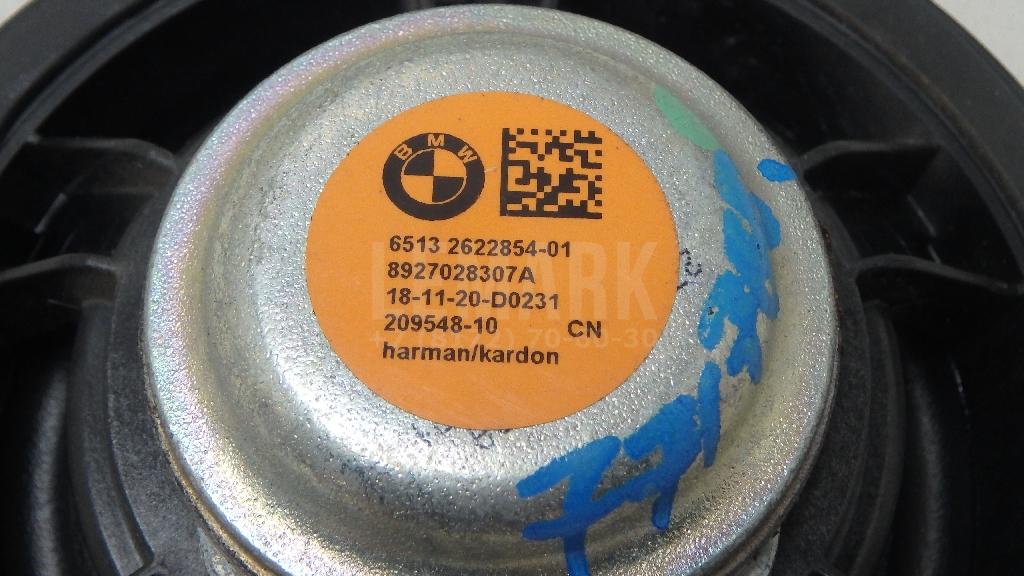 BMW
6513 2622854-01
8927028307A
18-11-20-D0231
209548-10 CN
harman/kardon